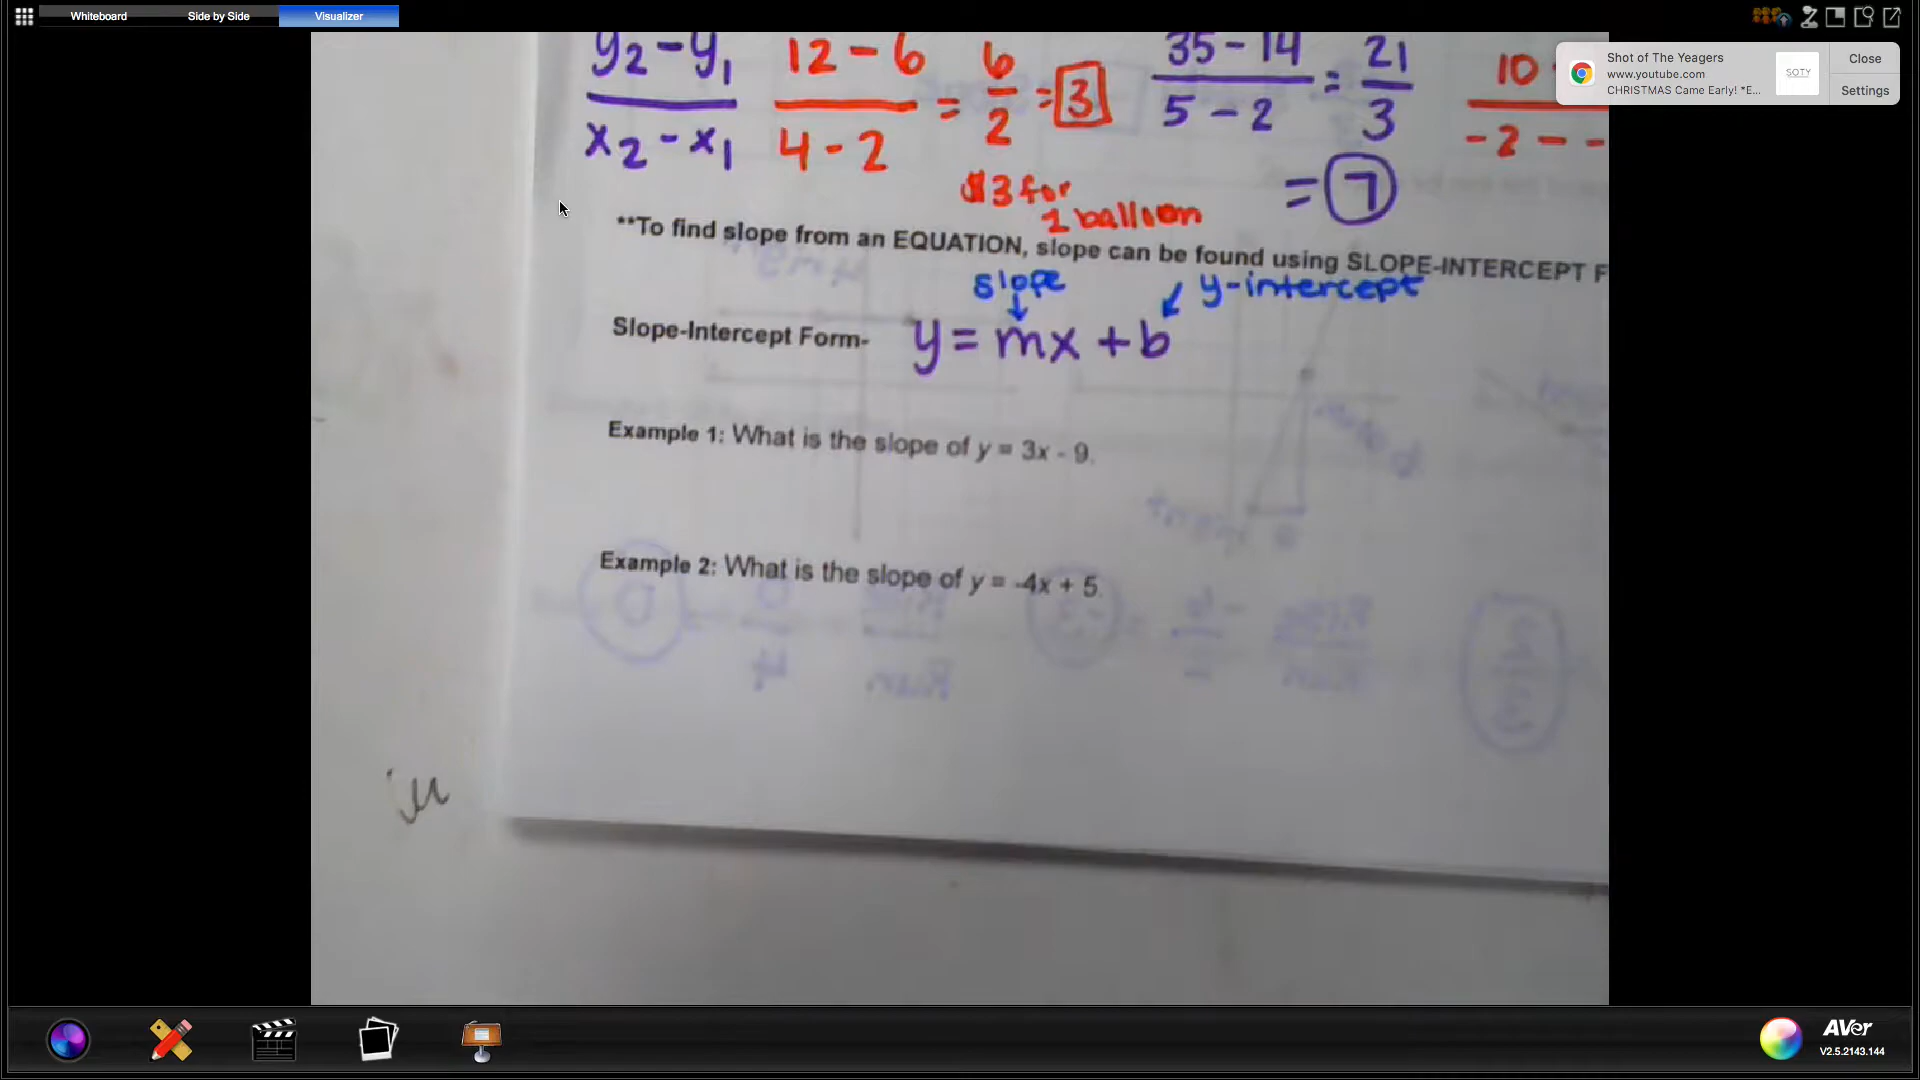 Whiteboard Side by Side Visualizer
Shot of The Yeagers
www.youtube.com
CHRISTMAS Came Early! *E...
SOTY
Close
Settings
y₂-y₁ 12-6 = 6 = 3 35-14 = 21 10
x₂-x₁ 4-2 2 5-2 3 -2--
$3 for
1 balloon
= 7
**To find slope from an EQUATION, slope can be found using SLOPE-INTERCEPT F
slope y-intercept
Slope-Intercept Form- y=mx+b
Example 1: What is the slope of y = 3x - 9.
Example 2: What is the slope of y = -4x + 5.
AVer
V2.5.2143.144